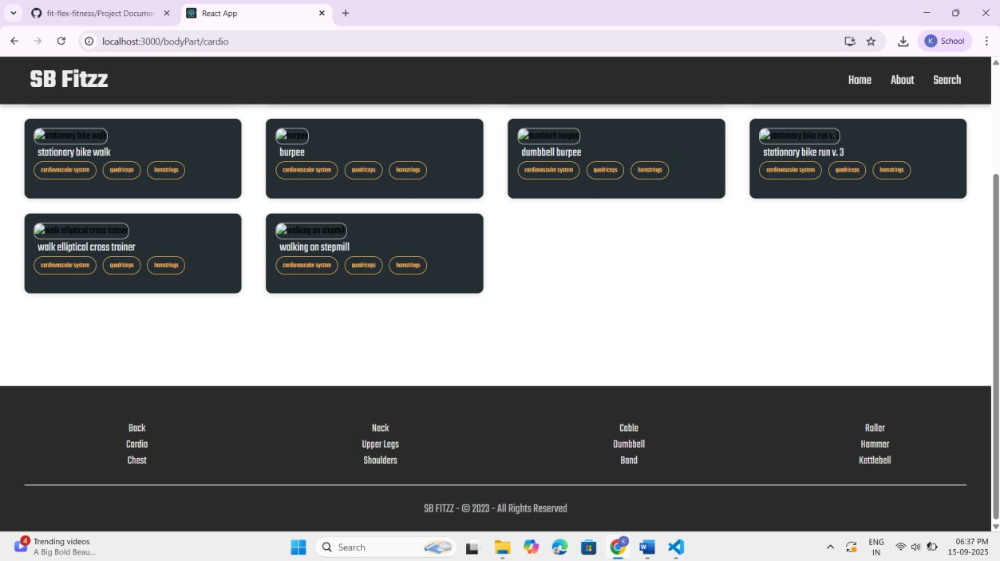 fit-flex-fitness/Project Documen
React App
localhost:3000/bodyPart/cardio
K School
SB Fitzz
Home About Search
stationary bike walk burpee dumbbell burpee stationary bike run v. 3
stationary bike walk burpee dumbbell burpee stationary bike run v. 3
cardiovascular system quadriceps hamstrings cardiovascular system quadriceps hamstrings cardiovascular system quadriceps hamstrings cardiovascular system quadriceps hamstrings
walk elliptical cross trainer walking on stepmill
walk elliptical cross trainer walking on stepmill
cardiovascular system quadriceps hamstrings cardiovascular system quadriceps hamstrings
Back Neck Cable Roller
Cardio Upper Legs Dumbbell Hammer
Chest Shoulders Band Kettlebell
SB FITZZ - © 2023 - All Rights Reserved
4
Trending videos
A Big Bold Beau...
Search
K
ENG
IN
06:37 PM
15-09-2025